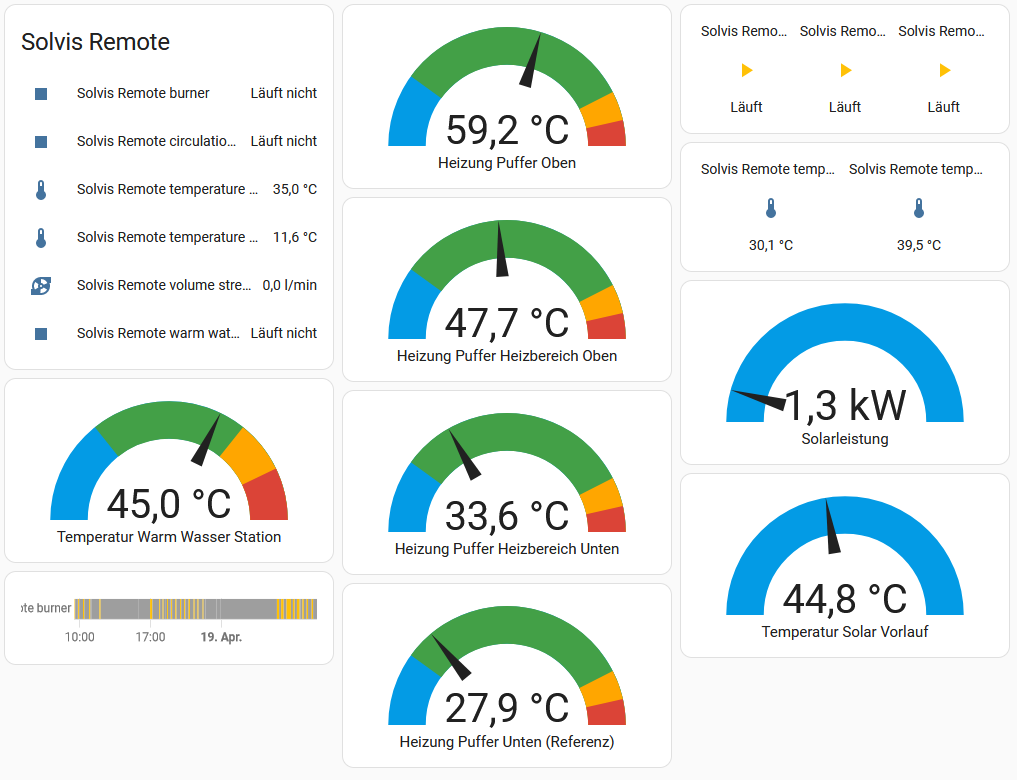 Solvis Remote
Solvis Remote burner Läuft nicht
Solvis Remote circulatio... Läuft nicht
Solvis Remote temperature ... 35,0 °C
Solvis Remote temperature ... 11,6 °C
Solvis Remote volume stre... 0,0 l/min
Solvis Remote warm wat... Läuft nicht
45,0 °C
Temperatur Warm Wasser Station
ote burner
10:00 17:00 19. Apr.
59,2 °C
Heizung Puffer Oben
47,7 °C
Heizung Puffer Heizbereich Oben
33,6 °C
Heizung Puffer Heizbereich Unten
27,9 °C
Heizung Puffer Unten (Referenz)
Solvis Remo... Solvis Remo... Solvis Remo...
Läuft Läuft Läuft
Solvis Remote temp... Solvis Remote temp...
30,1 °C 39,5 °C
1,3 kW
Solarleistung
44,8 °C
Temperatur Solar Vorlauf